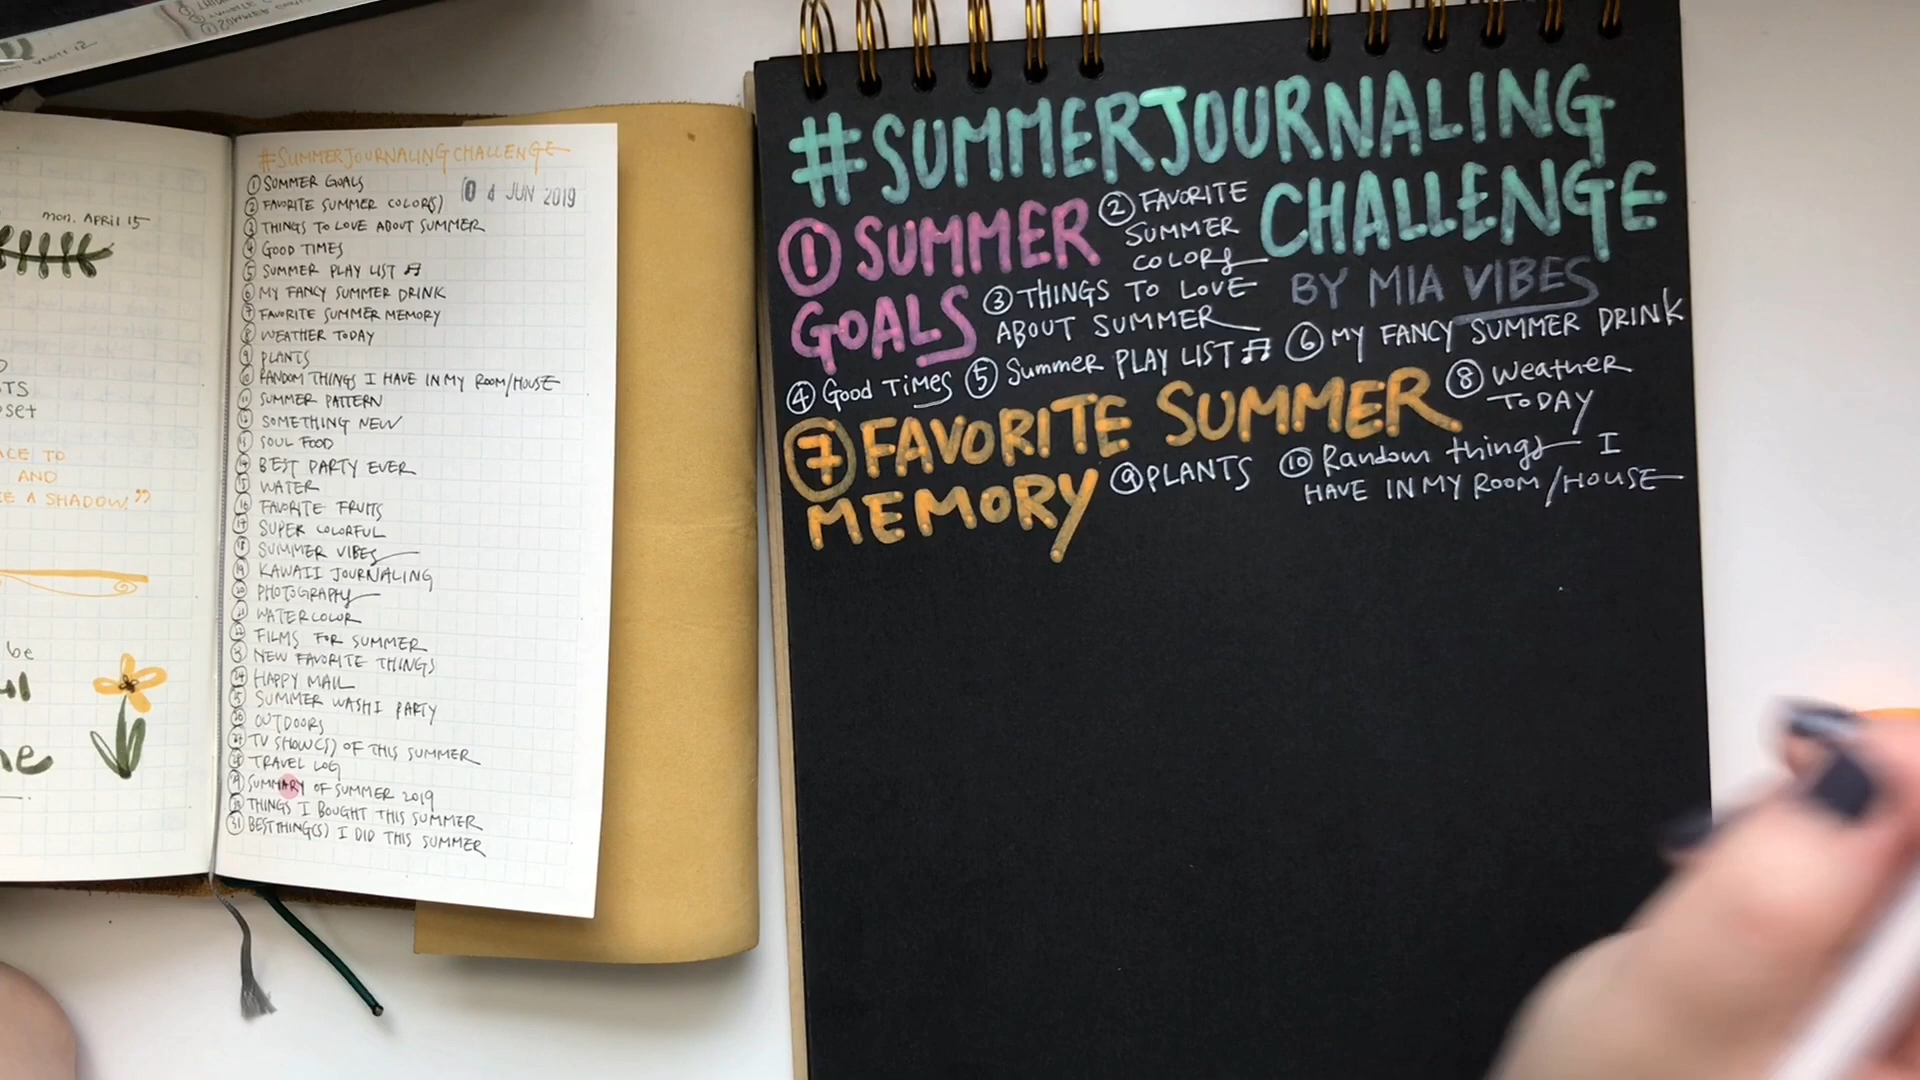 mon. APRIL 15
TO
AND
A SHADOW!"
be
#SUMMERJOURNALINGCHALLENGE
04 JUN 2019
① SUMMER GOALS
② FAVORITE SUMMER COLOR(S)
③ THINGS TO LOVE ABOUT SUMMER
④ GOOD TIMES
⑤ SUMMER PLAY LIST ♫
⑥ MY FANCY SUMMER DRINK
⑦ FAVORITE SUMMER MEMORY
⑧ WEATHER TODAY
⑨ PLANTS
⑩ RANDOM THINGS I HAVE IN MY ROOM/HOUSE
⑪ SUMMER PATTERN
⑫ SOMETHING NEW
⑬ SOUL FOOD
⑭ BEST PARTY EVER
⑮ WATER
⑯ FAVORITE FRUITS
⑰ SUPER COLORFUL
⑱ SUMMER VIBES
⑲ KAWAII JOURNALING
⑳ PHOTOGRAPHY
㉑ WATERCOLOR
㉒ FILMS FOR SUMMER
㉓ NEW FAVORITE THINGS
㉔ HAPPY MAIL
㉕ SUMMER WASHI PARTY
㉖ OUTDOORS
㉗ TV SHOW(S) OF THIS SUMMER
㉘ TRAVEL LOG
㉙ SUMMARY OF SUMMER 2019
㉚ THINGS I BOUGHT THIS SUMMER
㉛ BEST THING(S) I DID THIS SUMMER
#SUMMERJOURNALING
CHALLENGE
BY MIA VIBES
① SUMMER
GOALS
② FAVORITE
SUMMER
COLORS
③ THINGS TO LOVE
ABOUT SUMMER
④ Good Times
⑤ Summer PLAY LIST ♫
⑥ MY FANCY SUMMER DRINK
⑦ FAVORITE SUMMER
MEMORY
⑧ Weather
TODAY
⑨ PLANTS
⑩ Random things I
HAVE IN MY ROOM/HOUSE